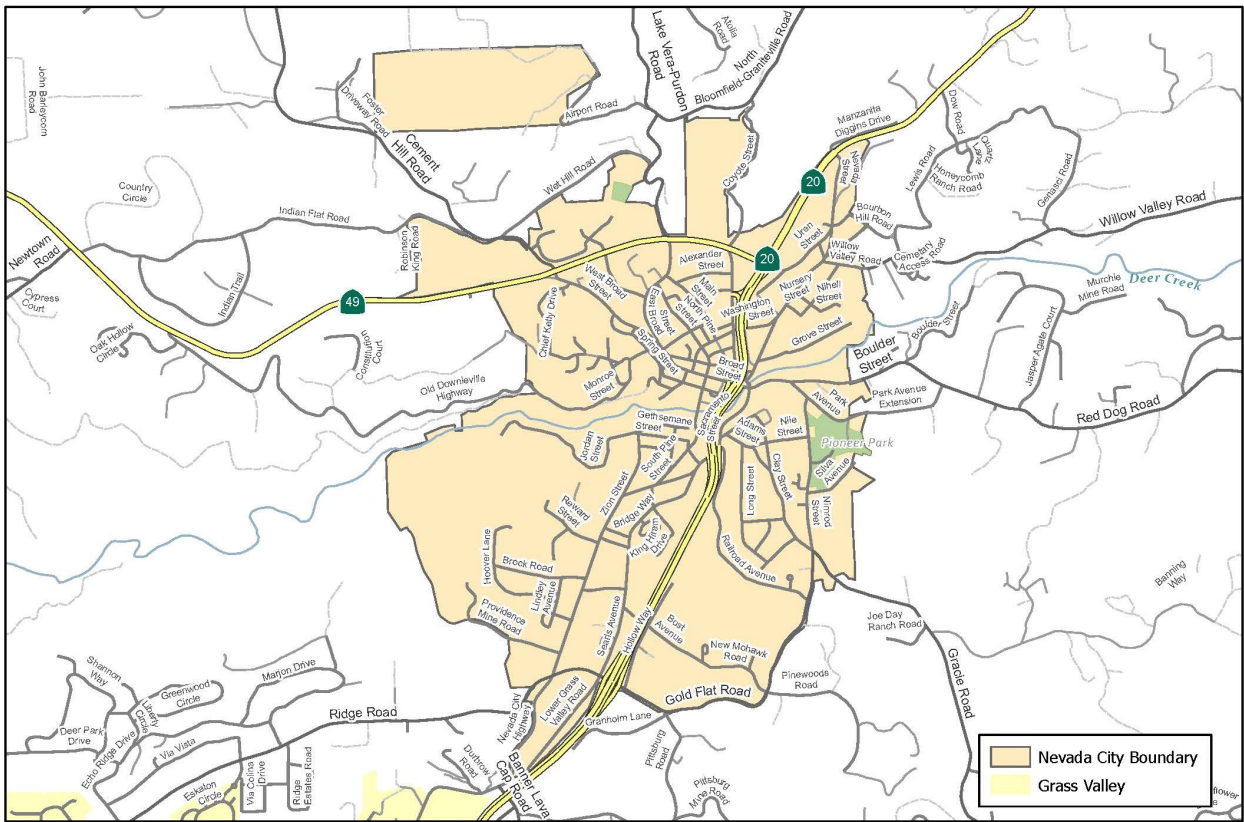 Lake Vera-Purdon
Road
Atolia
Road
North
Bloomfield-Graniteville Road
John Barleycorn
Road
Foster
Driveway Road
Airport Road
Cement
Hill Road
Wet Hill Road
Coyote Street
Manzanita
Diggins Drive
Dow Road
Quartz
Lane
Lewis Road
Honeycomb
Ranch Road
Genasci Road
Nevada
Street
20
Country
Circle
Indian Flat Road
Robinson
King Road
Bourbon
Hill Road
Uren
Street
Willow Valley Road
Willow
Valley Road
Cemetary
Access Road
Newtown
Road
Cypress
Court
Indian Trail
49
20
Alexander
Street
West Broad
Street
Main
Street
North Pine
Street
East
Broad
Street
Washington
Street
Nursery
Street
Nihell
Street
Deer Creek
Murchie
Mine Road
Oak Hollow
Circle
Constitution
Court
Chief Kelly Drive
Spring Street
Broad
Street
Grove Street
Boulder Street
Boulder
Street
Jasper Agate Court
Old Downieville
Highway
Monroe
Street
Park
Avenue
Park Avenue
Extension
Red Dog Road
Sacramento
Street
Gethsemane
Street
Adams
Street
Nile
Street
Pioneer Park
Jordan
Street
South Pine
Street
Silva
Avenue
Zion Street
Long Street
Clay Street
Nimrod
Street
Raward
Street
Bridge Way
King Hiram
Drive
Railroad Avenue
Hoover Lane
Brock Road
Lindley
Avenue
Providence
Mine Road
Searls Avenue
Hollow Way
Bost
Avenue
New Mohawk
Road
Joe Day
Ranch Road
Banning
Way
Gracie Road
Pinewoods
Road
Gold Flat Road
Shannon
Way
Greenwood
Circle
Marjon Drive
Liberty
Circle
Deer Park
Drive
Echo Ridge Drive
Via Vista
Ridge Road
Nevada City
Highway
Lower Grass
Valley Road
Granholm Lane
Eskaton
Circle
Via Colina
Drive
Ridge
Estates Road
Durbrow
Road
Banner Lava
Cap Road
Pittsburg
Road
Pittsburg
Mine Road
Nevada City Boundary
Grass Valley